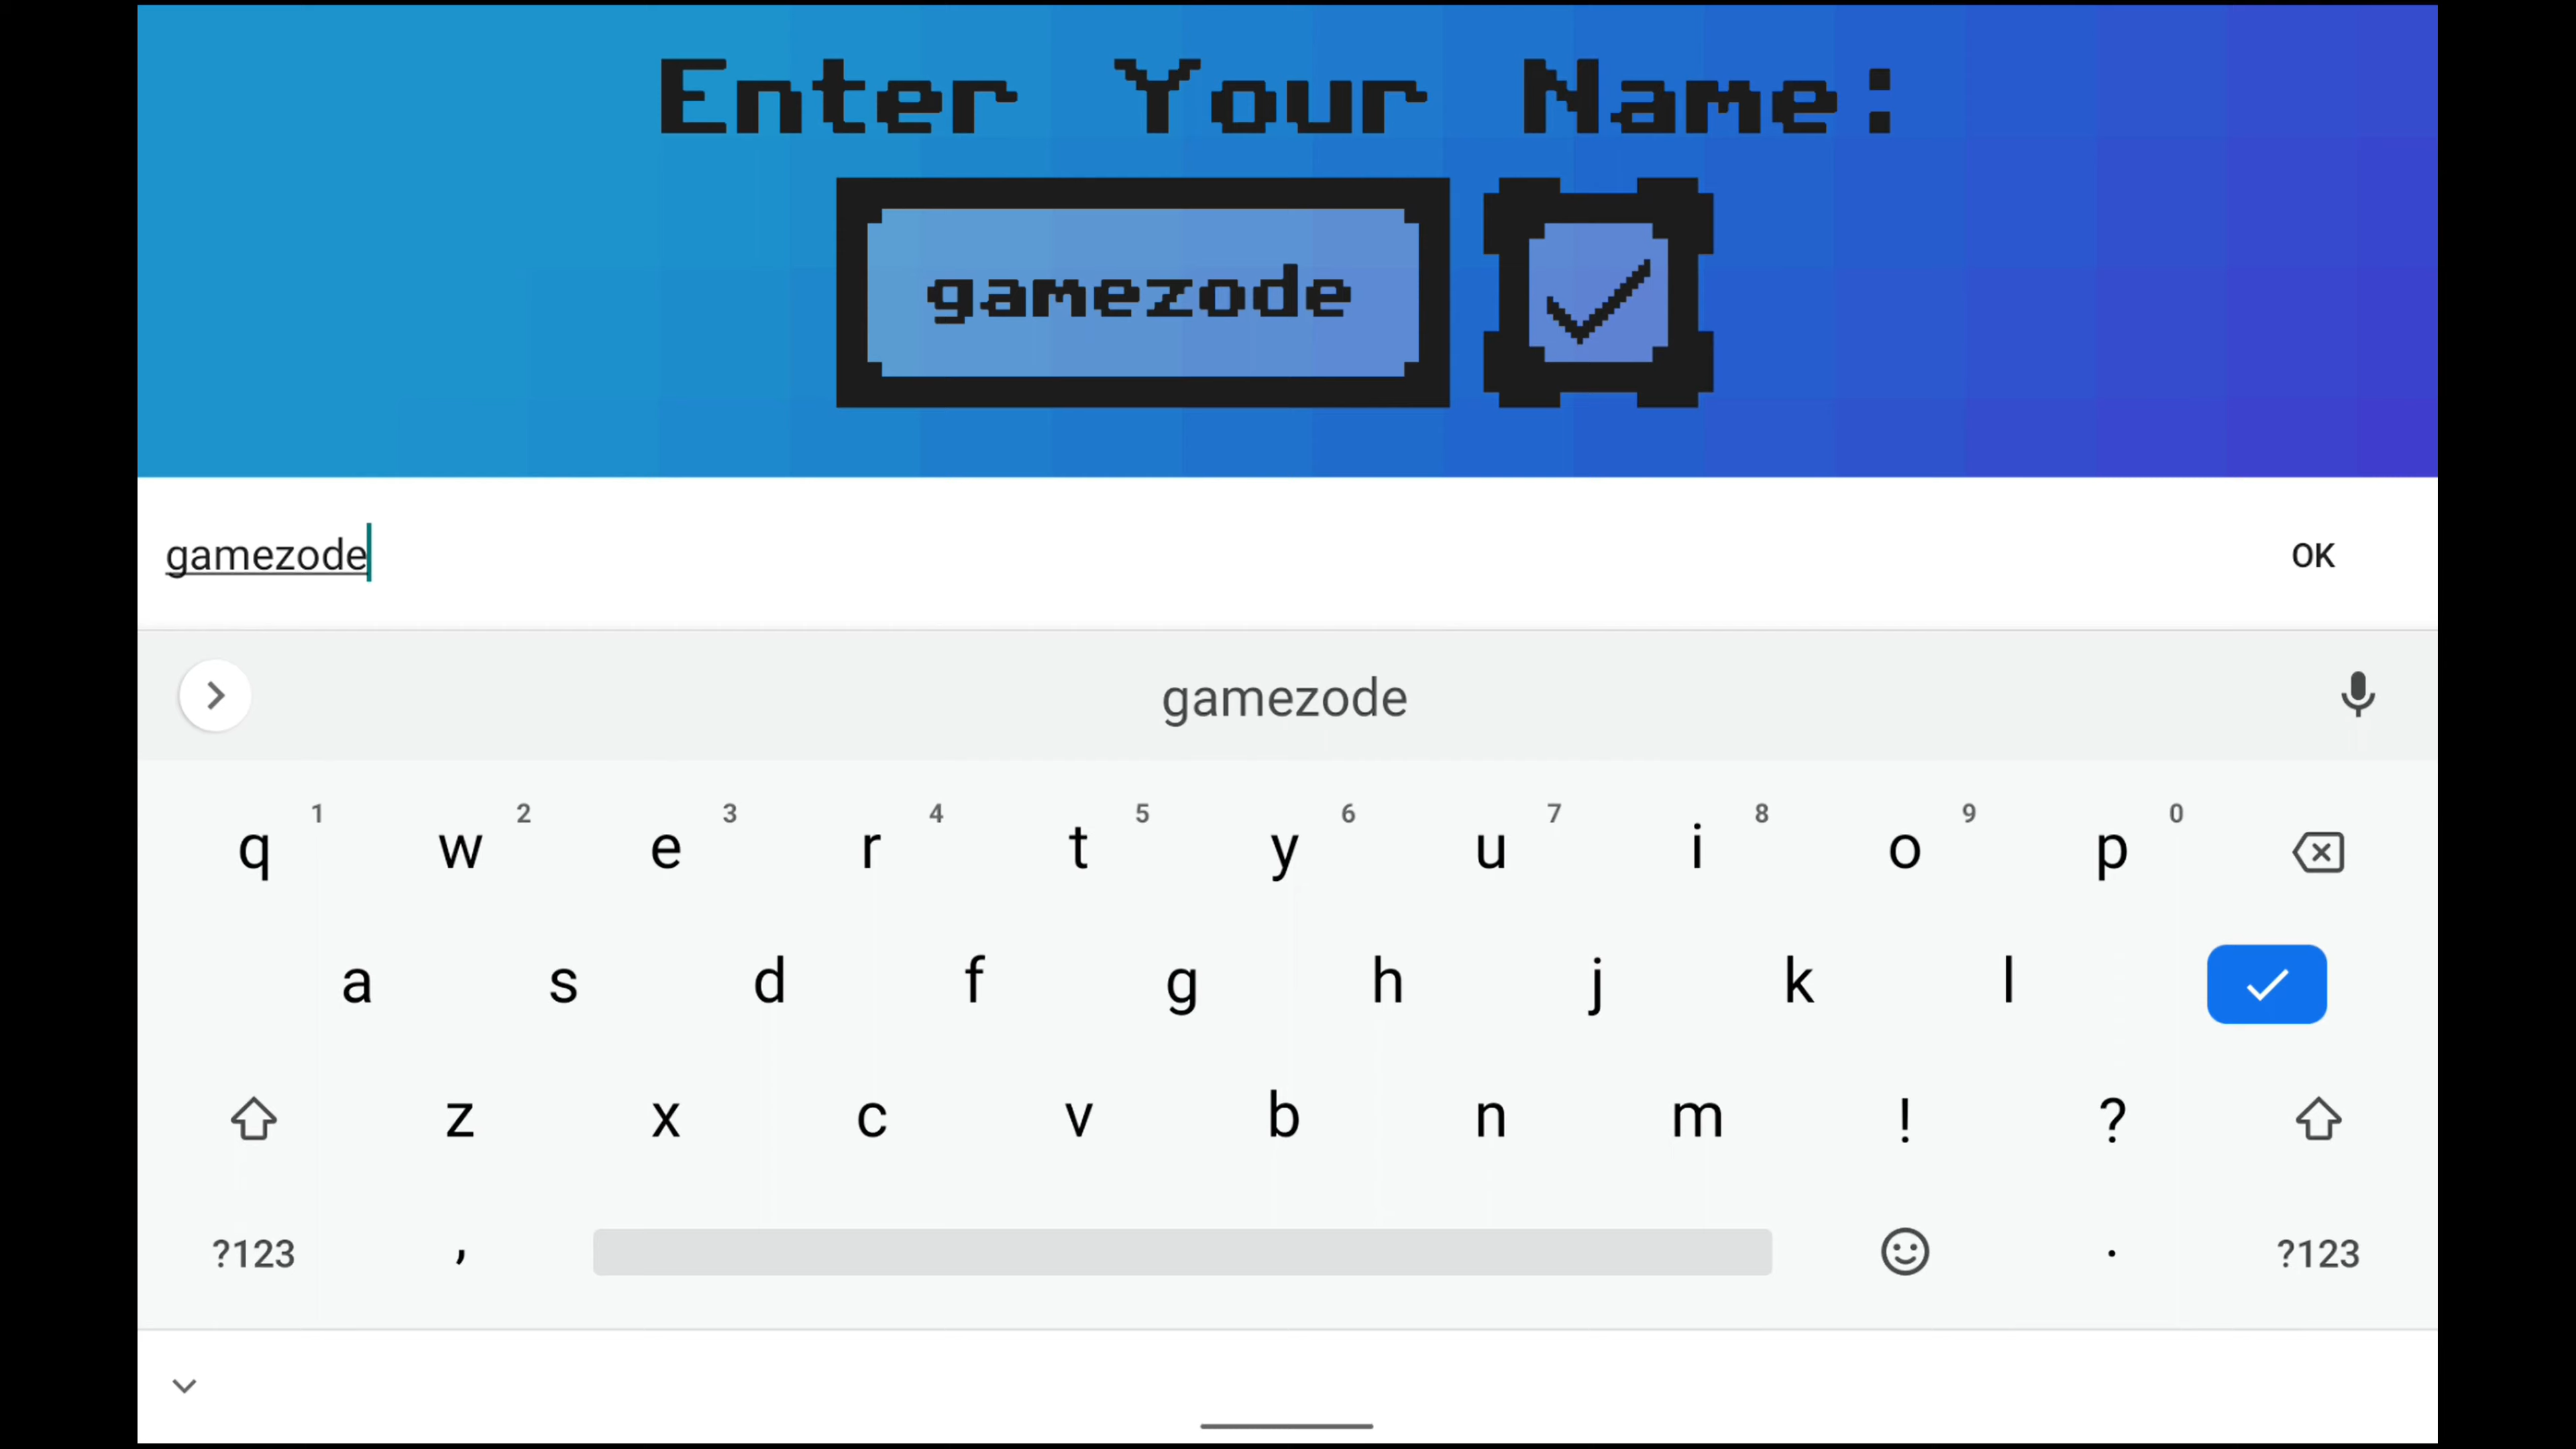 Enter Your Name:
gamezode
gamezode OK
gamezode
1 2 3 4 5 6 7 8 9 0
q w e r t y u i o p
a s d f g h j k l
z x c v b n m ! ?
?123 , . ?123